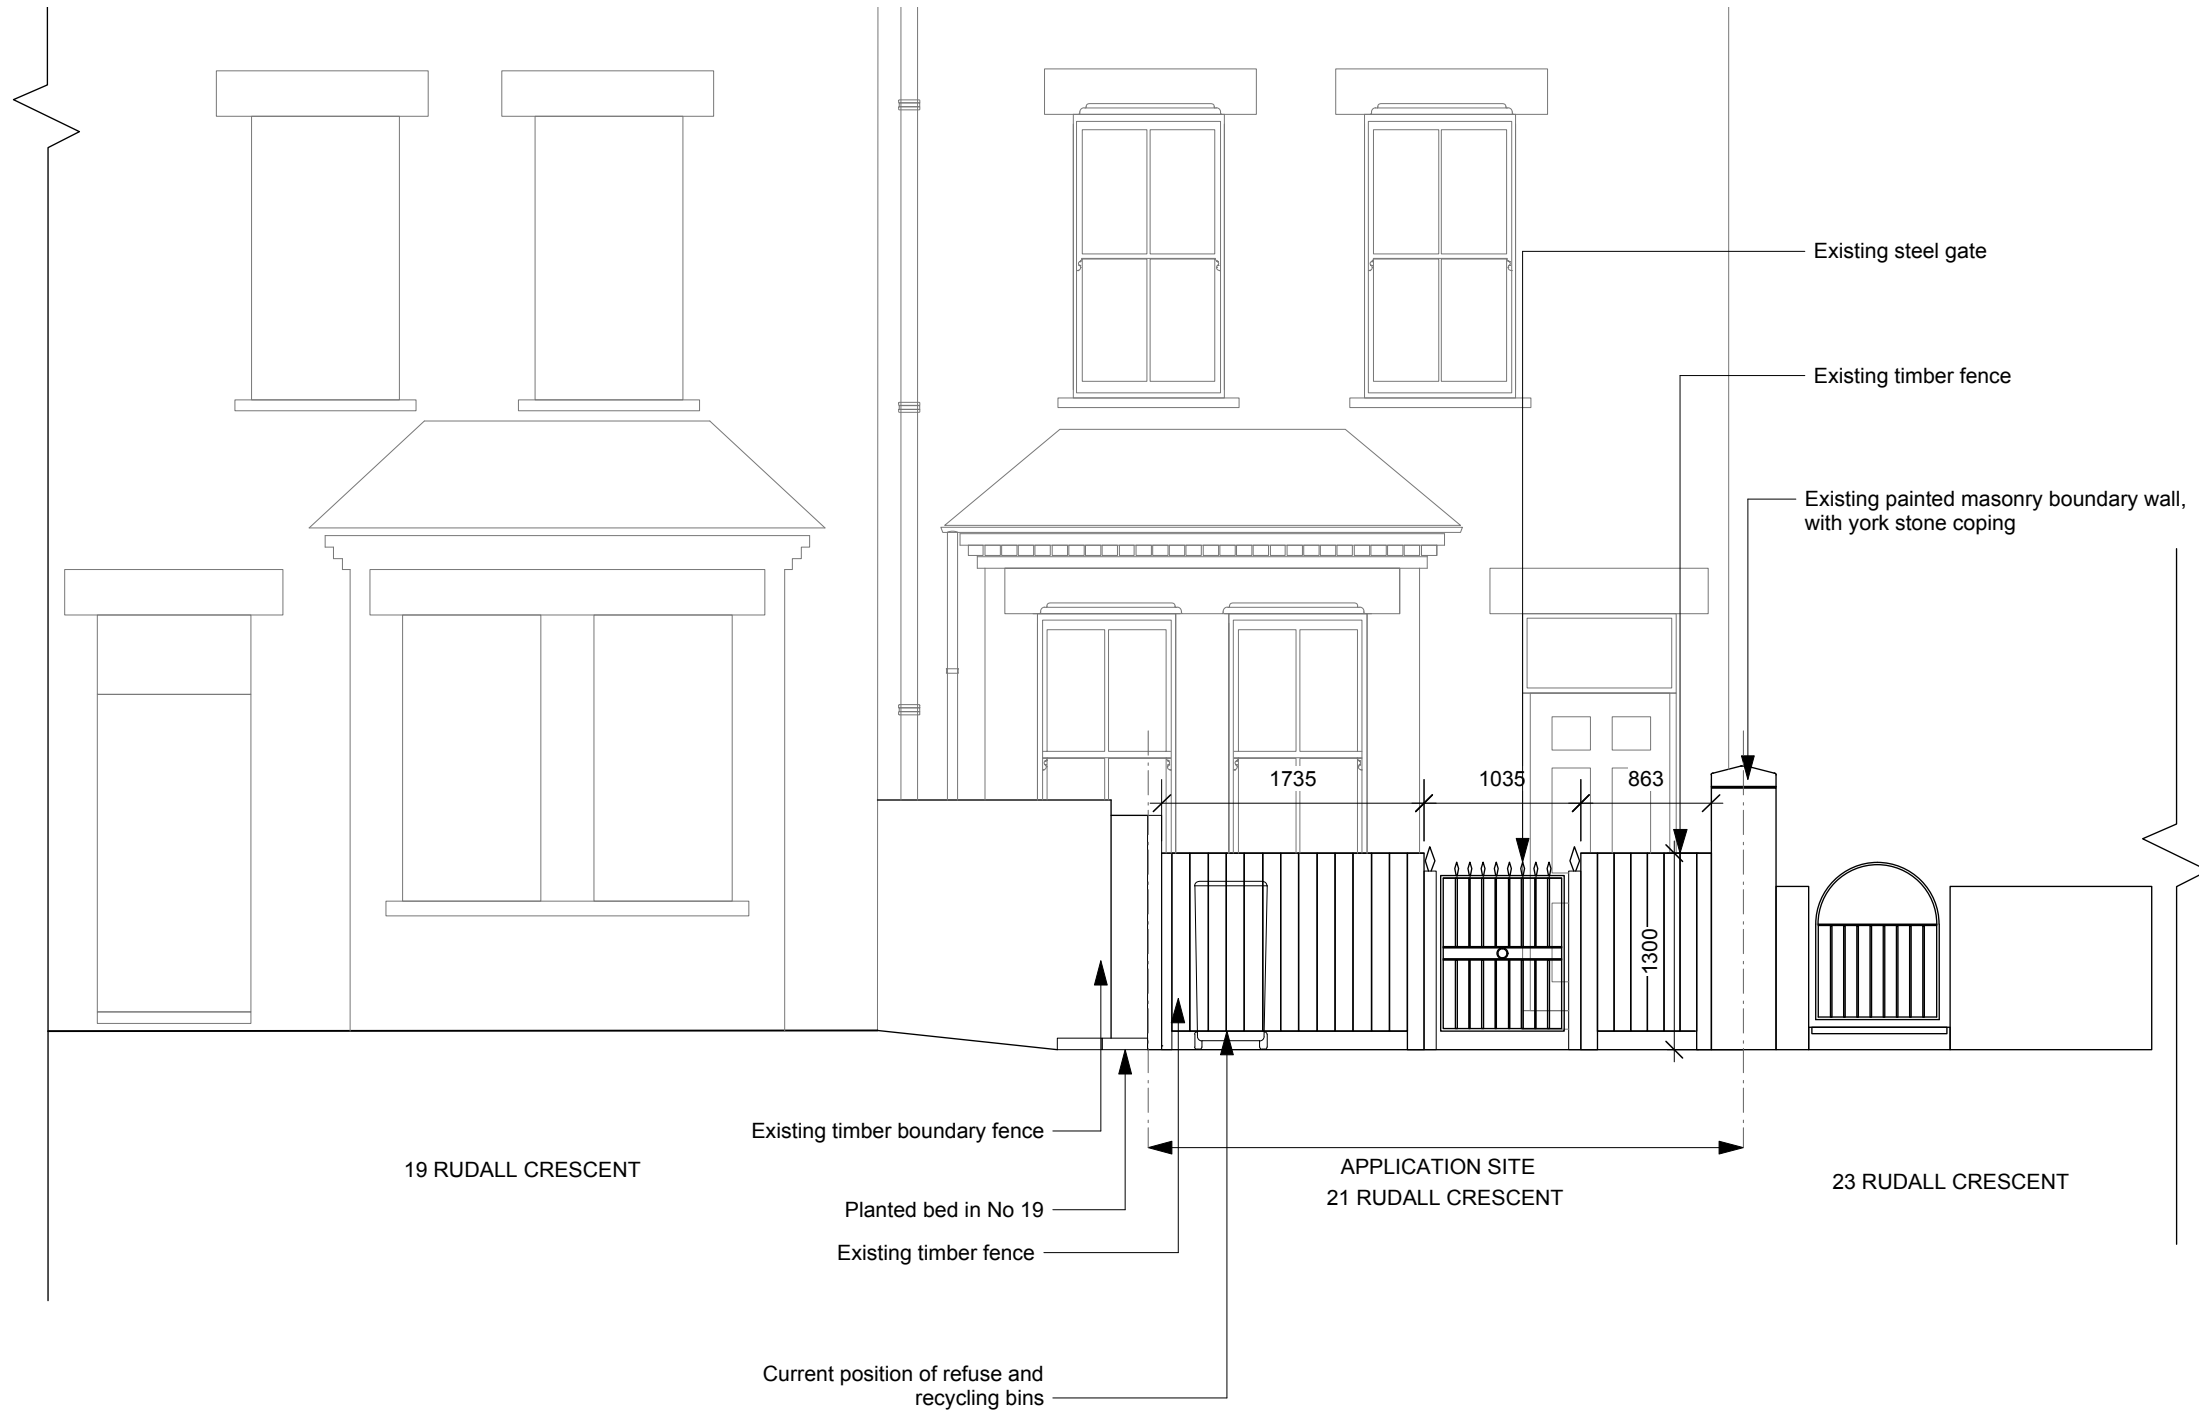 Existing steel gate
Existing timber fence
Existing painted masonry boundary wall,
with york stone coping
1735
1035
863
1300
Existing timber boundary fence
19 RUDALL CRESCENT
APPLICATION SITE
21 RUDALL CRESCENT
23 RUDALL CRESCENT
Planted bed in No 19
Existing timber fence
Current position of refuse and
recycling bins